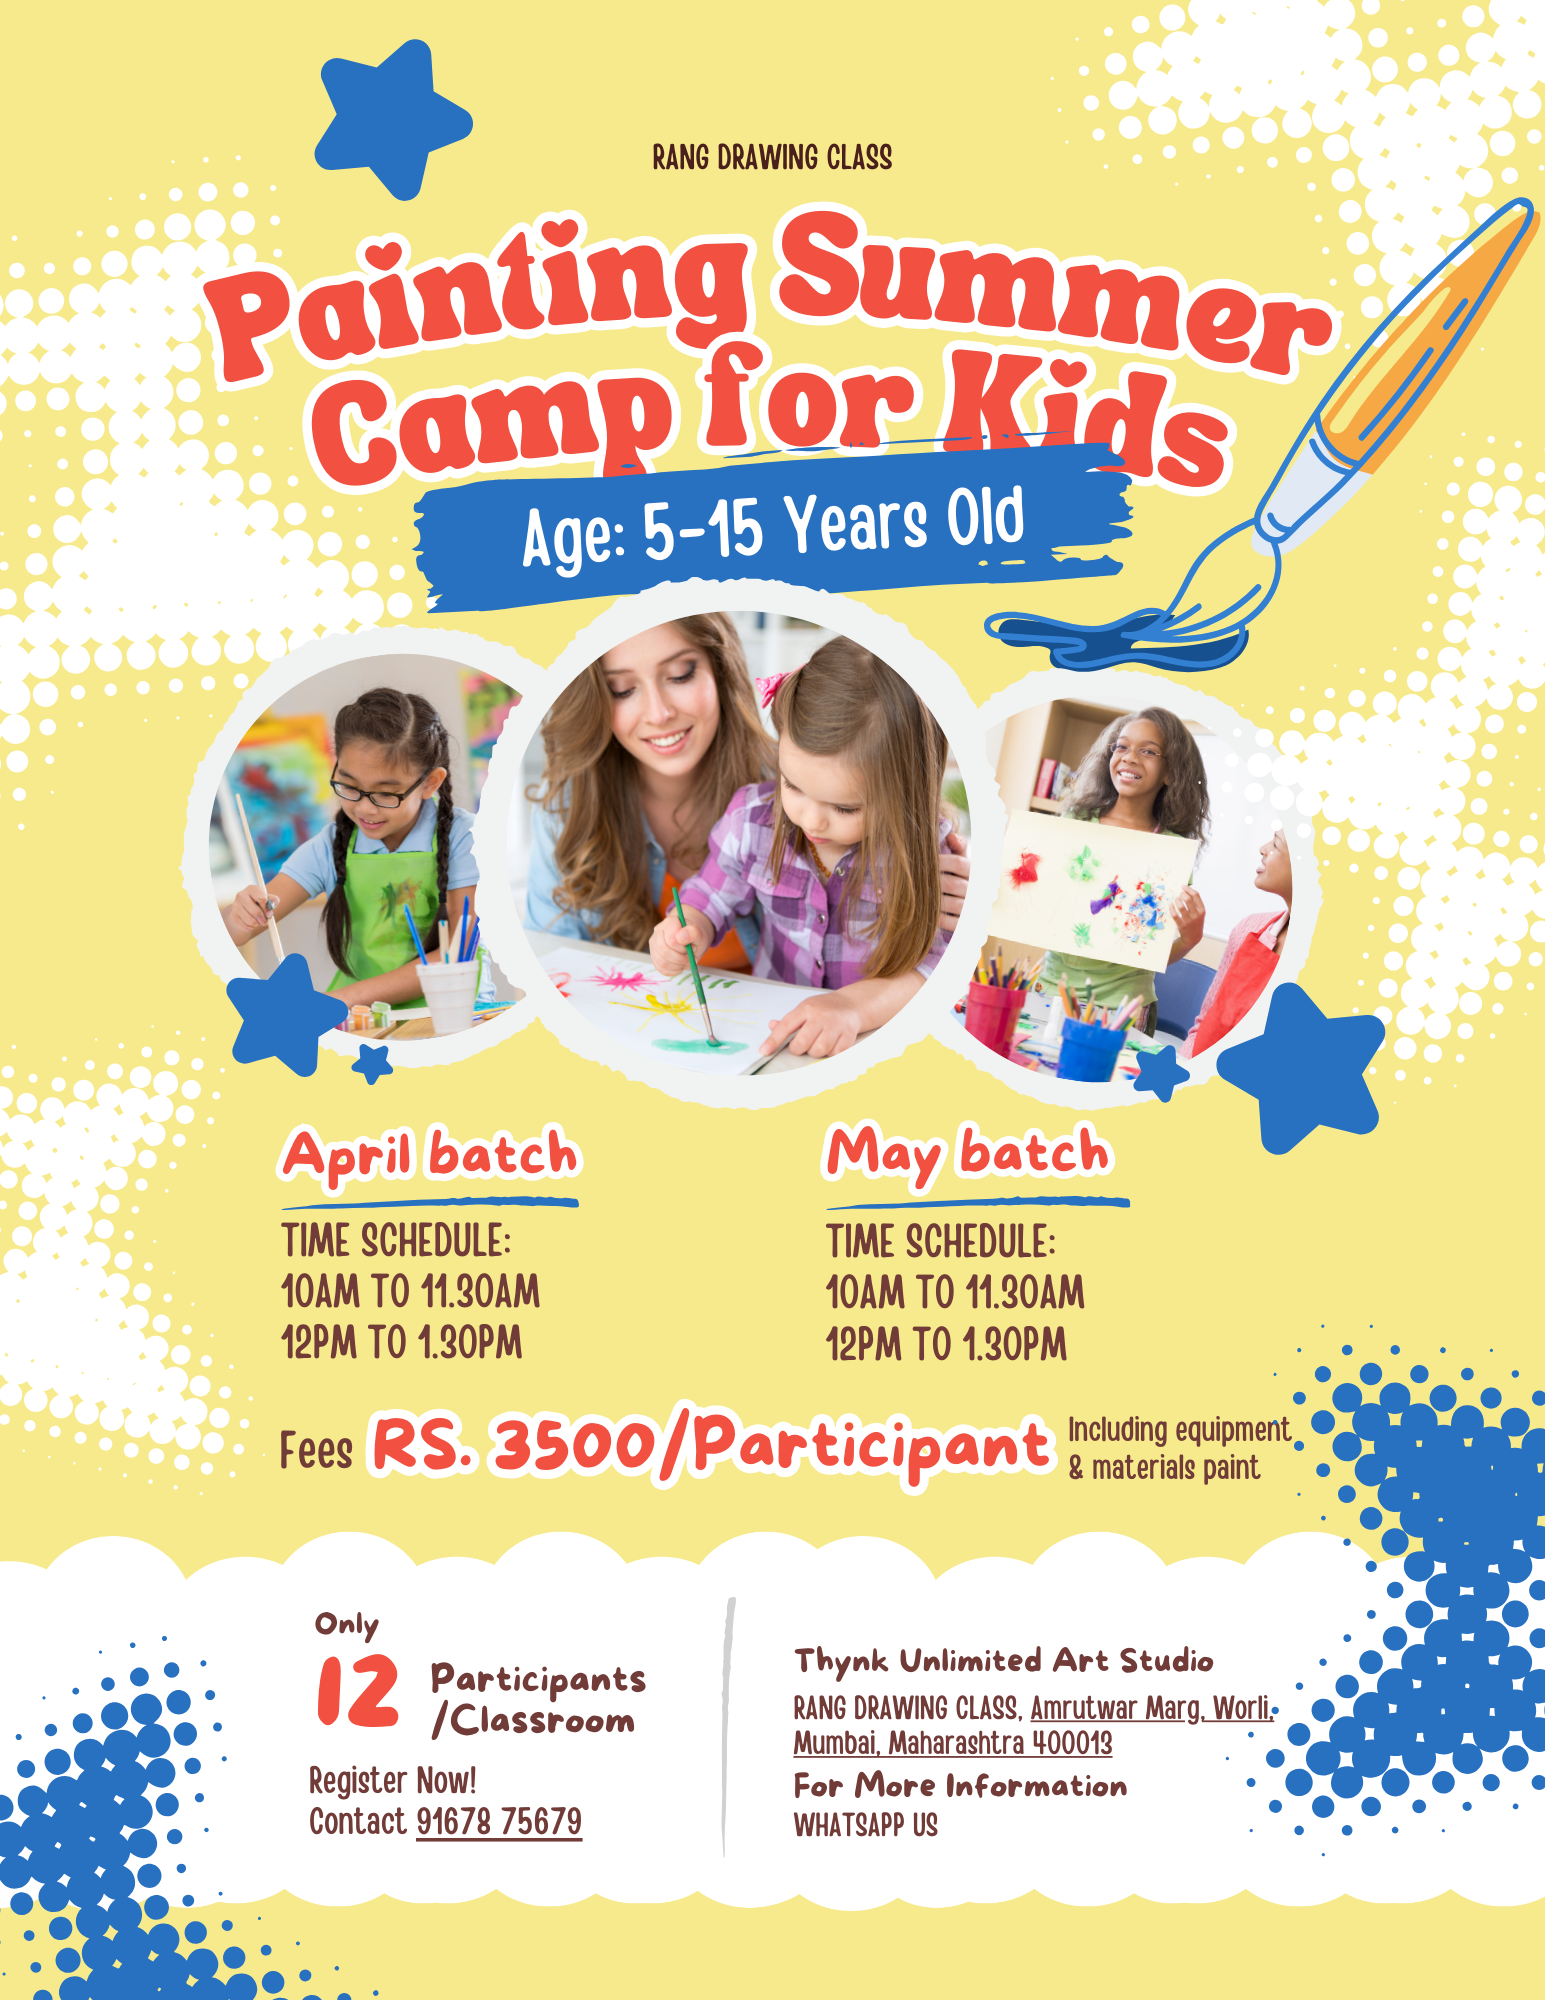 RANG DRAWING CLASS
Painting Summer
Camp for Kids
Age: 5-15 Years Old
April batch
TIME SCHEDULE:
10AM TO 11.30AM
12PM TO 1.30PM
May batch
TIME SCHEDULE:
10AM TO 11.30AM
12PM TO 1.30PM
Fees RS. 3500/Participant
Including equipment
& materials paint
Only
12
Participants
/Classroom
Register Now!
Contact 91678 75679
Thynk Unlimited Art Studio
RANG DRAWING CLASS, Amrutwar Marg, Worli,
Mumbai, Maharashtra 400013
For More Information
WHATSAPP US